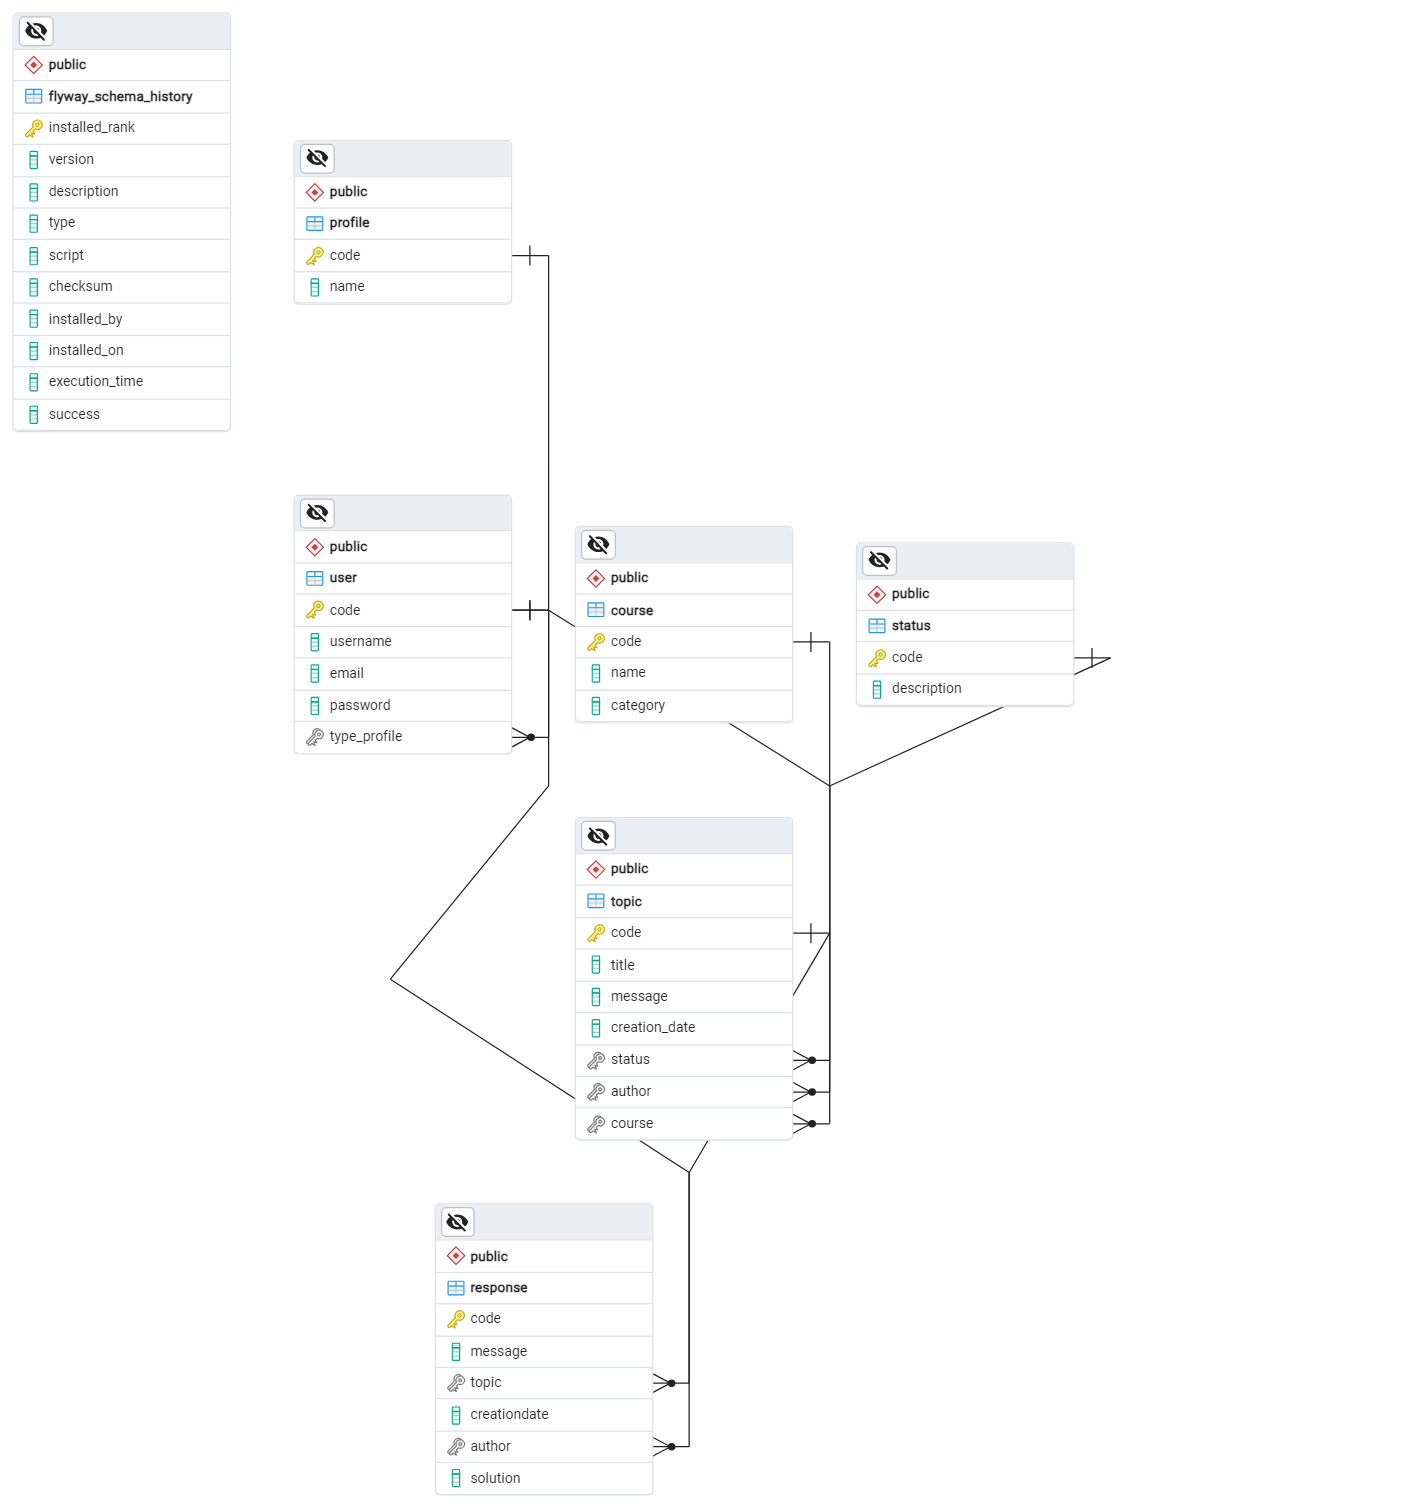 public
flyway_schema_history
installed_rank
version
description
type
script
checksum
installed_by
installed_on
execution_time
success
public
profile
code
name
public
user
code
username
email
password
type_profile
public
course
code
name
category
public
status
code
description
public
topic
code
title
message
creation_date
status
author
course
public
response
code
message
topic
creationdate
author
solution